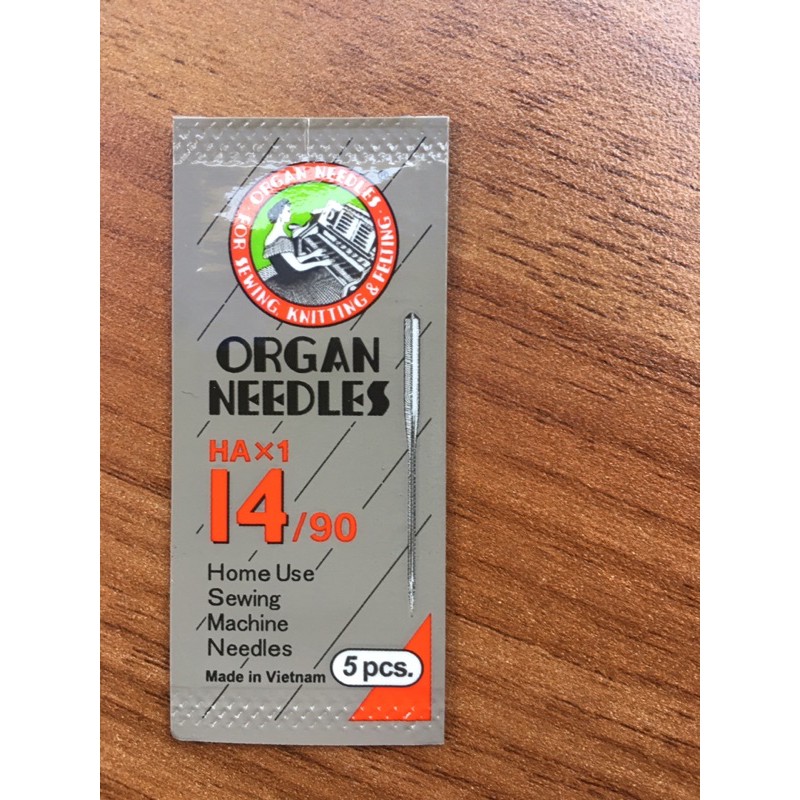 ORGAN NEEDLES
FOR SEWING, KNITTING & FELTING
ORGAN
NEEDLES
HA×1
14/90
Home Use
Sewing
Machine
Needles
Made in Vietnam
5 pcs.